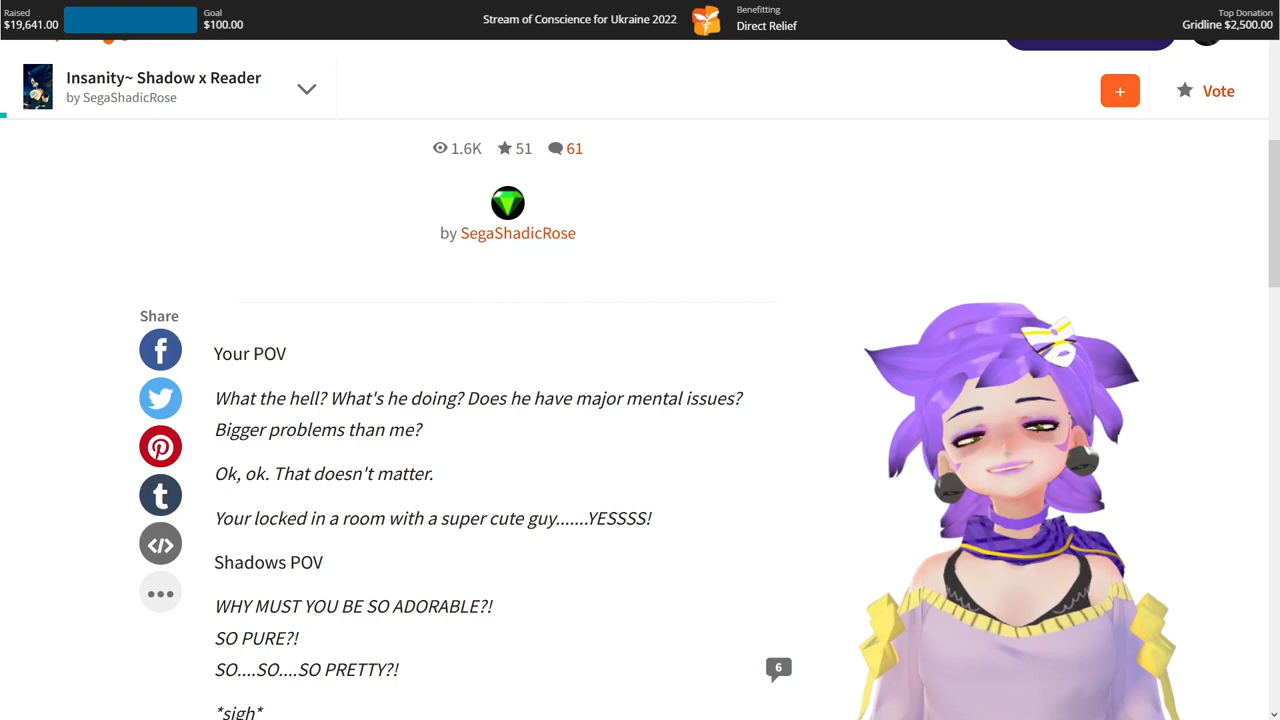 Raised
$19,641.00
Goal
$100.00
Stream of Conscience for Ukraine 2022
Benefitting
Direct Relief
Top Donation
Gridline $2,500.00
Insanity~ Shadow x Reader
by SegaShadicRose
+
Vote
1.6K 51 61
by SegaShadicRose
Share
Your POV
What the hell? What's he doing? Does he have major mental issues?
Bigger problems than me?
Ok, ok. That doesn't matter.
Your locked in a room with a super cute guy.......YESSSS!
Shadows POV
WHY MUST YOU BE SO ADORABLE?!
SO PURE?!
SO....SO....SO PRETTY?!
6
*sigh*